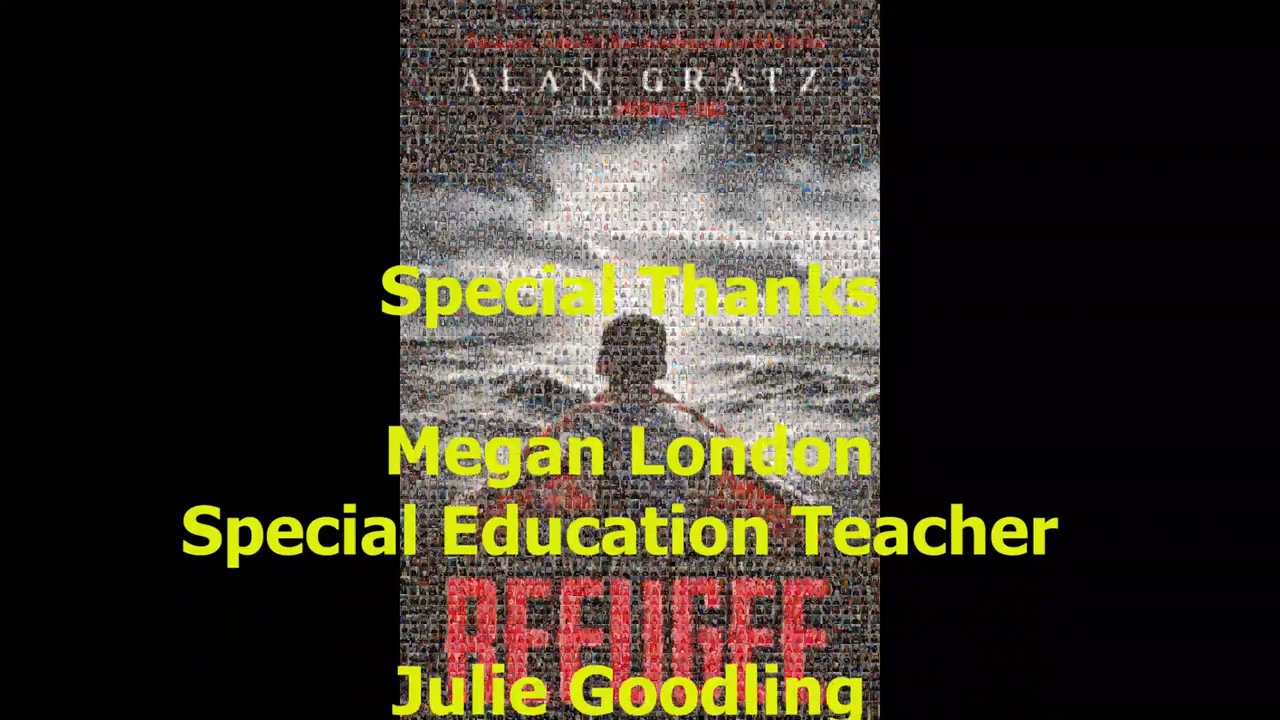 ALAN GRATZ
Special Thanks
Megan London
Special Education Teacher
REFUGEE
Julie Goodling